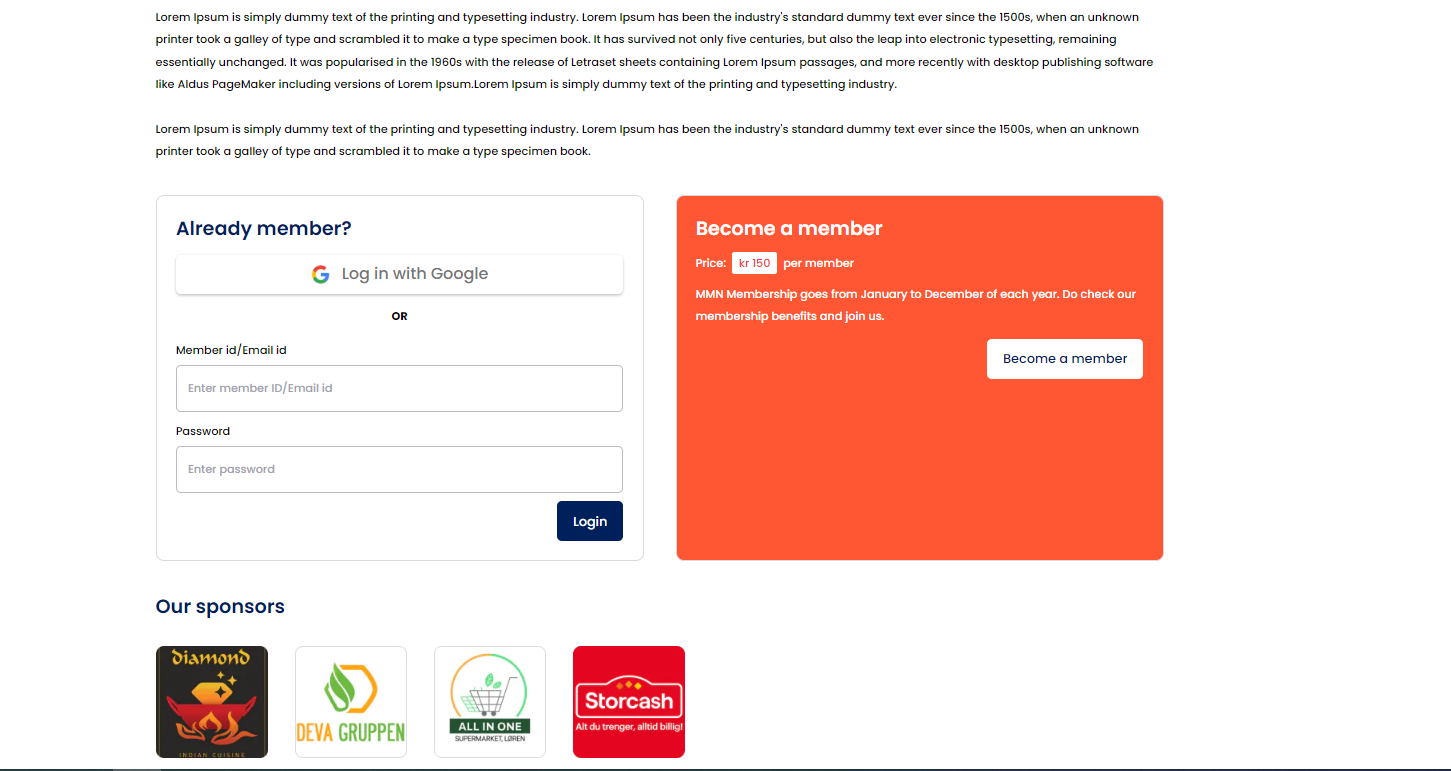 Lorem Ipsum is simply dummy text of the printing and typesetting industry. Lorem Ipsum has been the industry's standard dummy text ever since the 1500s, when an unknown
printer took a galley of type and scrambled it to make a type specimen book. It has survived not only five centuries, but also the leap into electronic typesetting, remaining
essentially unchanged. It was popularised in the 1960s with the release of Letraset sheets containing Lorem Ipsum passages, and more recently with desktop publishing software
like Aldus PageMaker including versions of Lorem Ipsum.Lorem Ipsum is simply dummy text of the printing and typesetting industry.
Lorem Ipsum is simply dummy text of the printing and typesetting industry. Lorem Ipsum has been the industry's standard dummy text ever since the 1500s, when an unknown
printer took a galley of type and scrambled it to make a type specimen book.
Already member?
Log in with Google
OR
Member id/Email id
Enter member ID/Email id
Password
Enter password
Login
Become a member
Price: kr 150 per member
MMN Membership goes from January to December of each year. Do check our
membership benefits and join us.
Become a member
Our sponsors
diamond
INDIAN CUISINE
DEVA GRUPPEN
ALL IN ONE
SUPERMARKET, LØREN
Storcash
Alt du trenger, alltid billig!